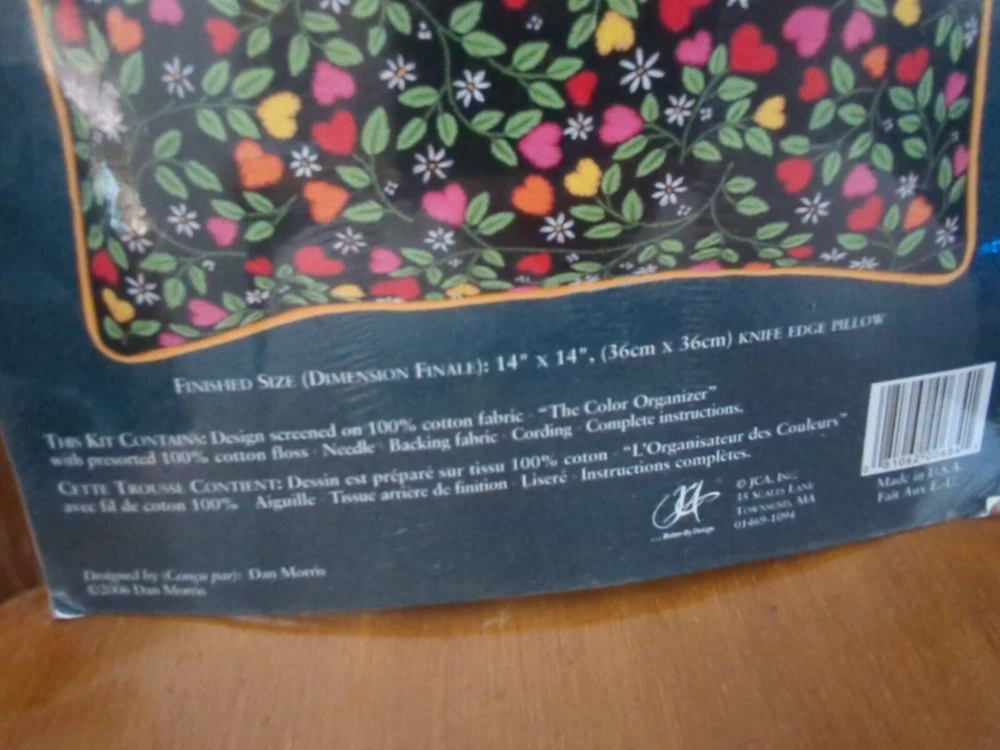 FINISHED SIZE (DIMENSION FINALE): 14" X 14", (36cm x 36cm) KNIFE EDGE PILLOW
THIS KIT CONTAINS: Design screened on 100% cotton fabric · "The Color Organizer"
with presorted 100% cotton floss · Needle · Backing fabric · Cording · Complete instructions.
CETTE TROUSSE CONTIENT: Dessin est préparé sur tissu 100% coton · "L'Organisateur des Couleurs"
avec fil de coton 100% · Aiguille · Tissue arriere de finition · Liseré · Instructions complètes.
...Better By Design
© JCA, INC.
35 SCALES LANE
TOWNSEND, MA
01469-1094
Made in U.S.A.
Fait Aux E.-U.
Designed by (Conçu par): Dan Morris
©2006 Dan Morris